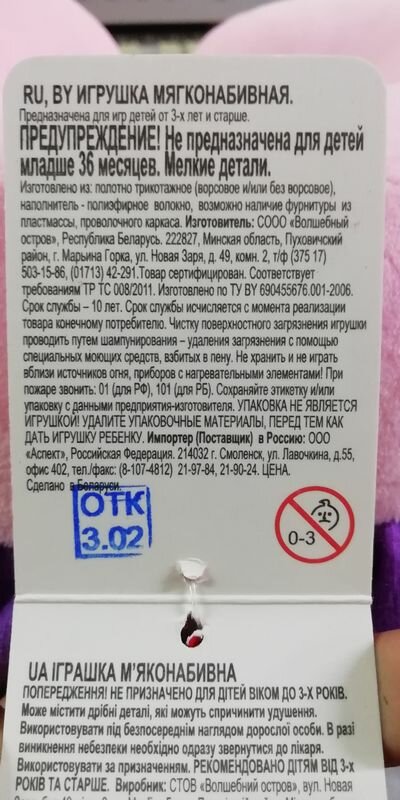 RU, BY ИГРУШКА МЯГКОНАБИВНАЯ.
Предназначена для игр детей от 3-х лет и старше.
ПРЕДУПРЕЖДЕНИЕ! Не предназначена для детей
младше 36 месяцев. Мелкие детали.
Изготовлено из: полотно трикотажное (ворсовое и/или без ворсовое),
наполнитель - полиэфирное волокно, возможно наличие фурнитуры из
пластмассы, проволочного каркаса. Изготовитель: СООО «Волшебный
остров», Республика Беларусь. 222827, Минская область, Пуховичский
район, г. Марьина Горка, ул. Новая Заря, д. 49, комн. 2, т/ф (375 17)
503-15-86, (01713) 42-291.Товар сертифицирован. Соответствует
требованиям ТР ТС 008/2011. Изготовлено по ТУ BY 690455676.001-2006.
Срок службы – 10 лет. Срок службы исчисляется с момента реализации
товара конечному потребителю. Чистку поверхностного загрязнения игрушки
проводить путем шампунирования – удаления загрязнения с помощью
специальных моющих средств, взбитых в пену. Не хранить и не играть
вблизи источников огня, приборов с нагревательными элементами! При
пожаре звонить: 01 (для РФ), 101 (для РБ). Сохраняйте этикетку и/или
упаковку с данными предприятия-изготовителя. УПАКОВКА НЕ ЯВЛЯЕТСЯ
ИГРУШКОЙ! УДАЛИТЕ УПАКОВОЧНЫЕ МАТЕРИАЛЫ, ПЕРЕД ТЕМ КАК
ДАТЬ ИГРУШКУ РЕБЕНКУ. Импортер (Поставщик) в Россию: ООО
«Аспект», Российская Федерация. 214032 г. Смоленск, ул. Лавочкина, д.55,
офис 402, тел./факс: (8-107-4812) 21-97-84, 21-90-24. ЦЕНА.
Сделано в Беларуси.
ОТК
3.02
0-3
UA ІГРАШКА М'ЯКОНАБИВНА
ПОПЕРЕДЖЕННЯ! НЕ ПРИЗНАЧЕНО ДЛЯ ДІТЕЙ ВІКОМ ДО 3-Х РОКІВ.
Може містити дрібні деталі, які можуть спричинити удушення.
Використовувати під безпосереднім наглядом дорослої особи. В разі
виникнення небезпеки необхідно одразу звернутися до лікаря.
Використовувати за призначенням. РЕКОМЕНДОВАНО ДІТЯМ ВІД 3-х
РОКІВ ТА СТАРШЕ. Виробник: СТОВ «Волшебний остров», вул. Новая